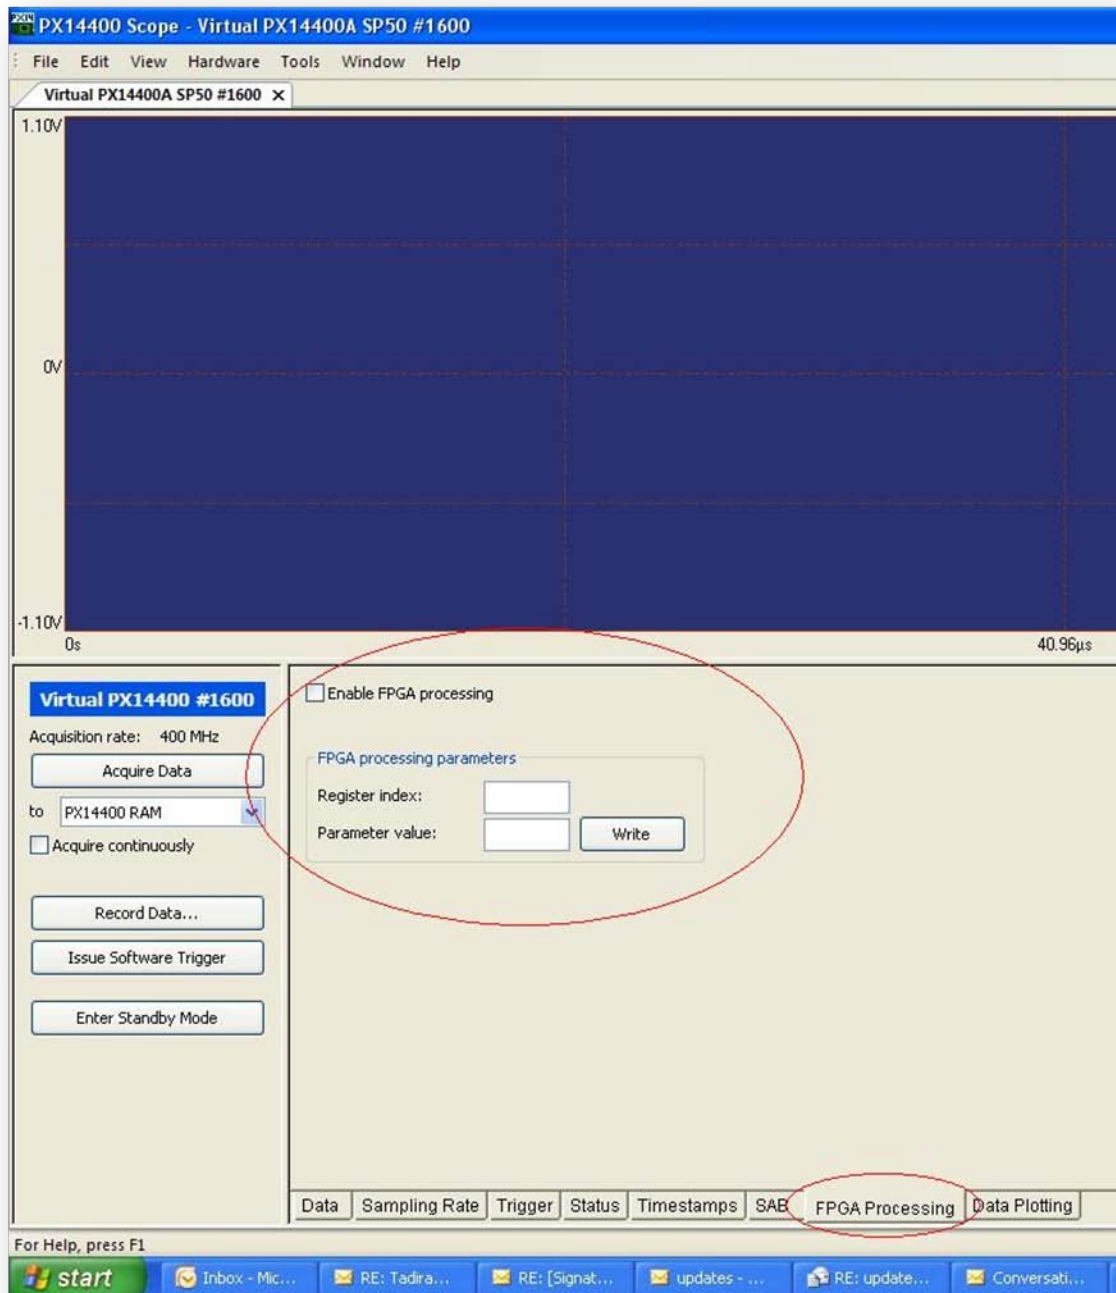 PX14400 Scope - Virtual PX14400A SP50 #1600
File Edit View Hardware Tools Window Help
Virtual PX14400A SP50 #1600 X
1.10V
0V
-1.10V
0s 40.96µs
Virtual PX14400 #1600
Acquisition rate: 400 MHz
Acquire Data
to PX14400 RAM
Acquire continuously
Record Data...
Issue Software Trigger
Enter Standby Mode
Enable FPGA processing
FPGA processing parameters
Register index:
Parameter value:
Write
Data Sampling Rate Trigger Status Timestamps SAB FPGA Processing Data Plotting
For Help, press F1
start Inbox - Mic... RE: Tadira... RE: [Signat... updates - ... RE: update... Conversati...